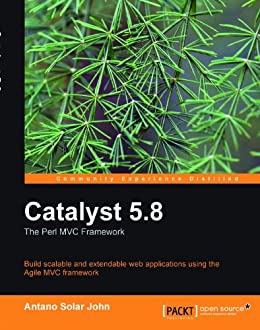 Community Experience Distilled
Catalyst 5.8
The Perl MVC Framework
Build scalable and extendable web applications using the
Agile MVC framework
Antano Solar John
PACKT
PUBLISHING
open source*